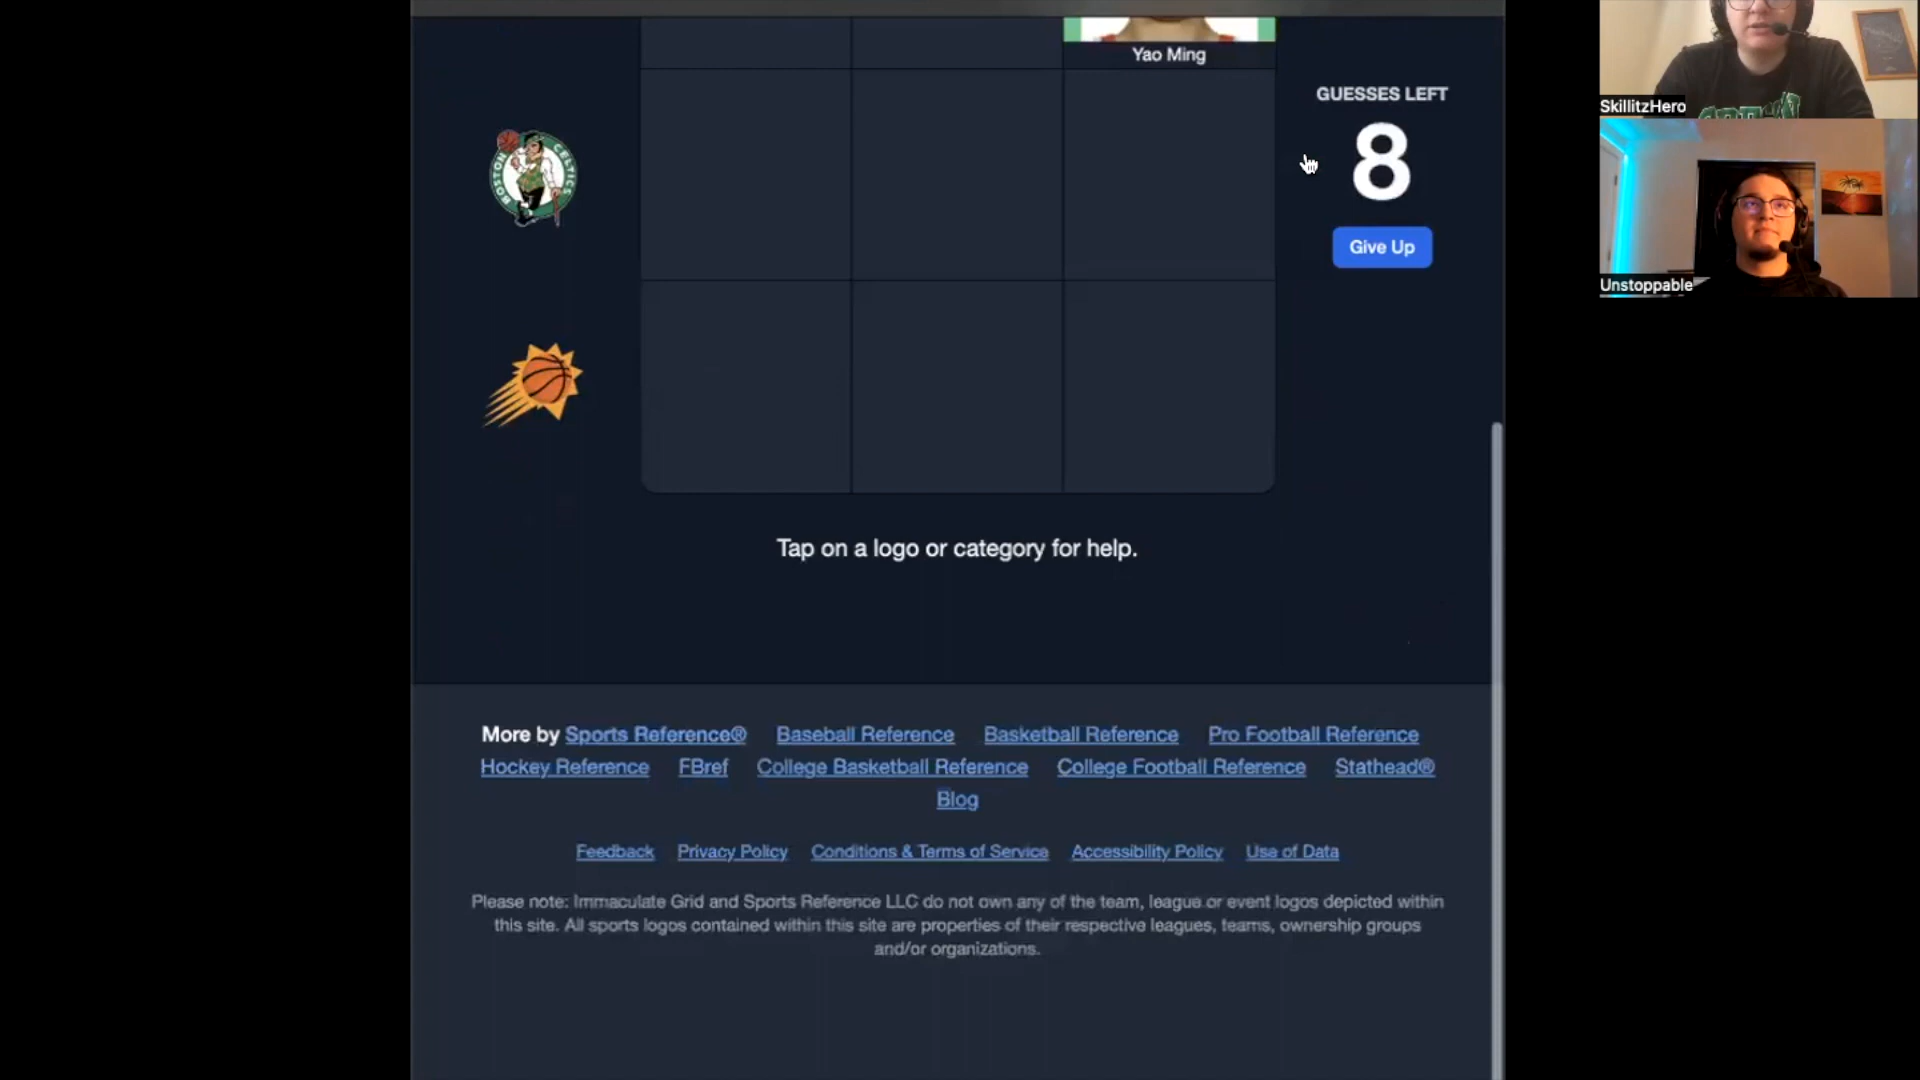 Yao Ming
GUESSES LEFT
8
Give Up
BOSTON CELTICS
SkillitzHero
Unstoppable
Tap on a logo or category for help.
More by Sports Reference® Baseball Reference Basketball Reference Pro Football Reference
Hockey Reference FBref College Basketball Reference College Football Reference Stathead®
Blog
Feedback Privacy Policy Conditions & Terms of Service Accessibility Policy Use of Data
Please note: Immaculate Grid and Sports Reference LLC do not own any of the team, league or event logos depicted within
this site. All sports logos contained within this site are properties of their respective leagues, teams, ownership groups
and/or organizations.